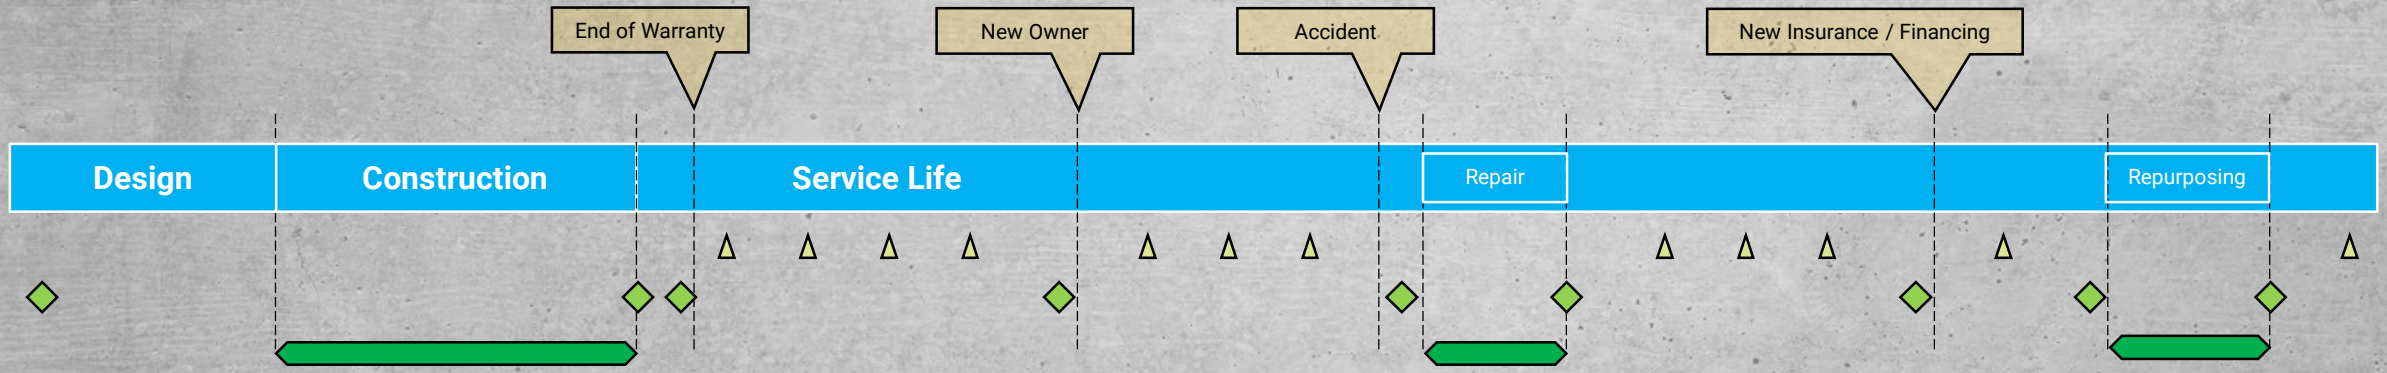 End of Warranty
New Owner
Accident
New Insurance / Financing
Design
Construction
Service Life
Repair
Repurposing